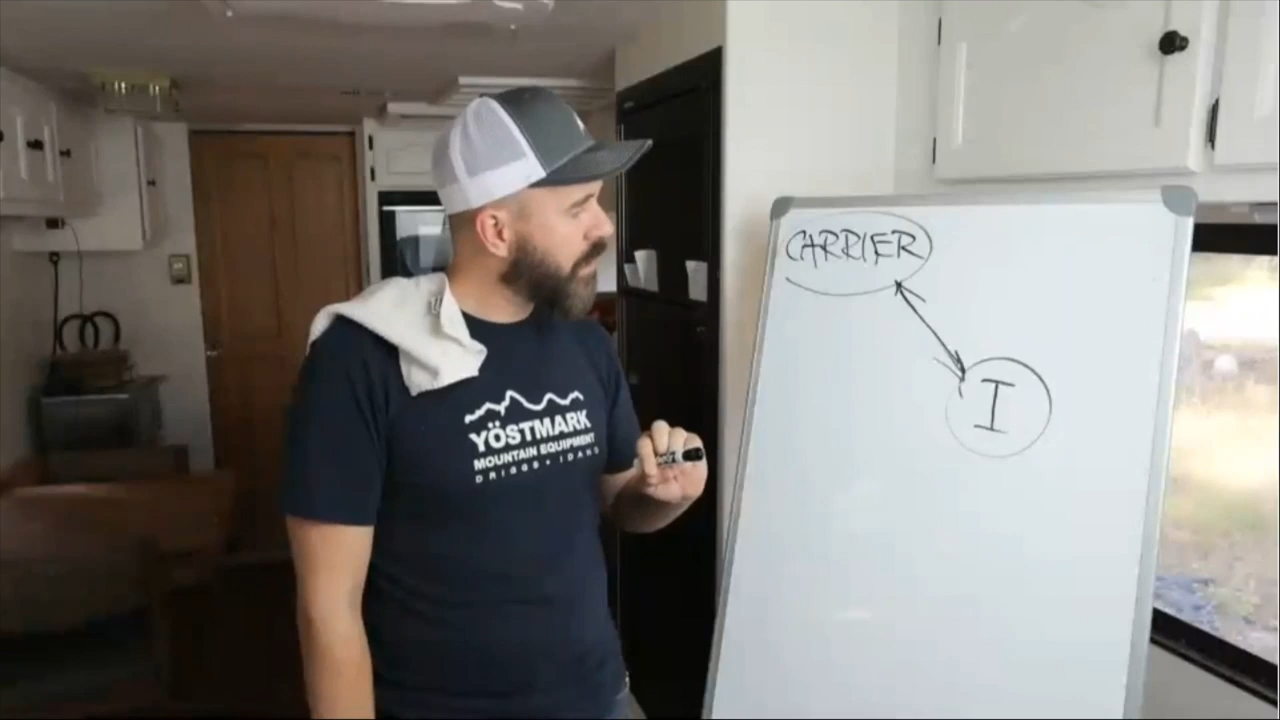 CARRIER
I
YÖSTMARK
MOUNTAIN EQUIPMENT
DRIGGS • IDAHO